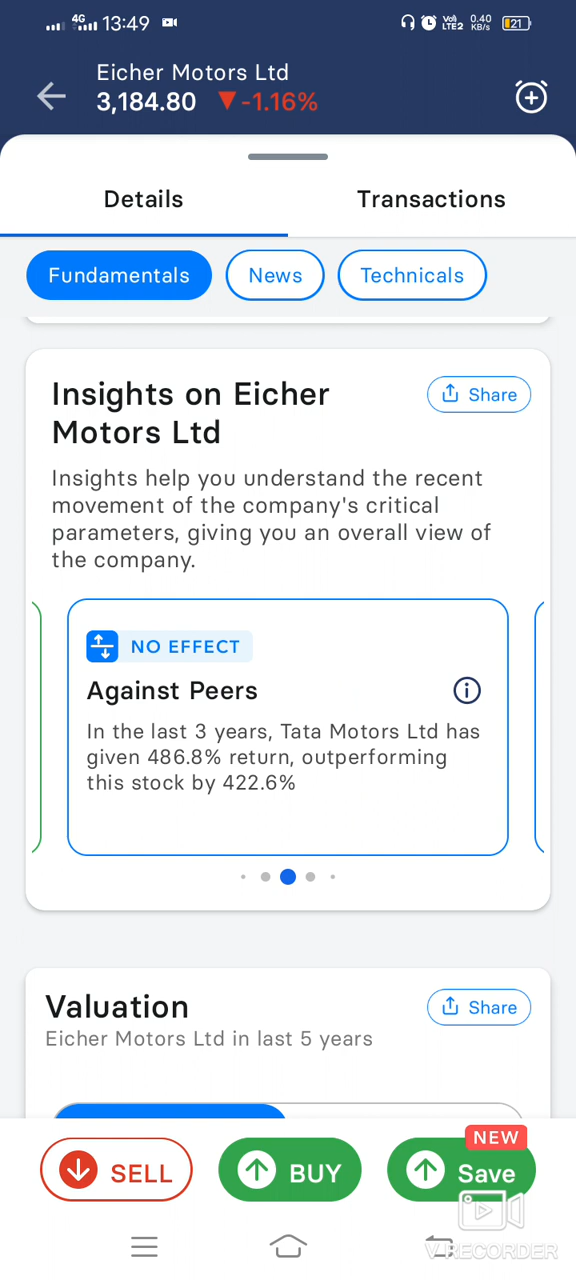 4G 13:49 Vo) LTE2 0.40 KB/s 21
Eicher Motors Ltd
3,184.80 ▼-1.16%
Details Transactions
Fundamentals News Technicals
Insights on Eicher
Motors Ltd
Share
Insights help you understand the recent
movement of the company's critical
parameters, giving you an overall view of
the company.
NO EFFECT
Against Peers
In the last 3 years, Tata Motors Ltd has
given 486.8% return, outperforming
this stock by 422.6%
Valuation
Share
Eicher Motors Ltd in last 5 years
NEW
SELL BUY Save
V RECORDER